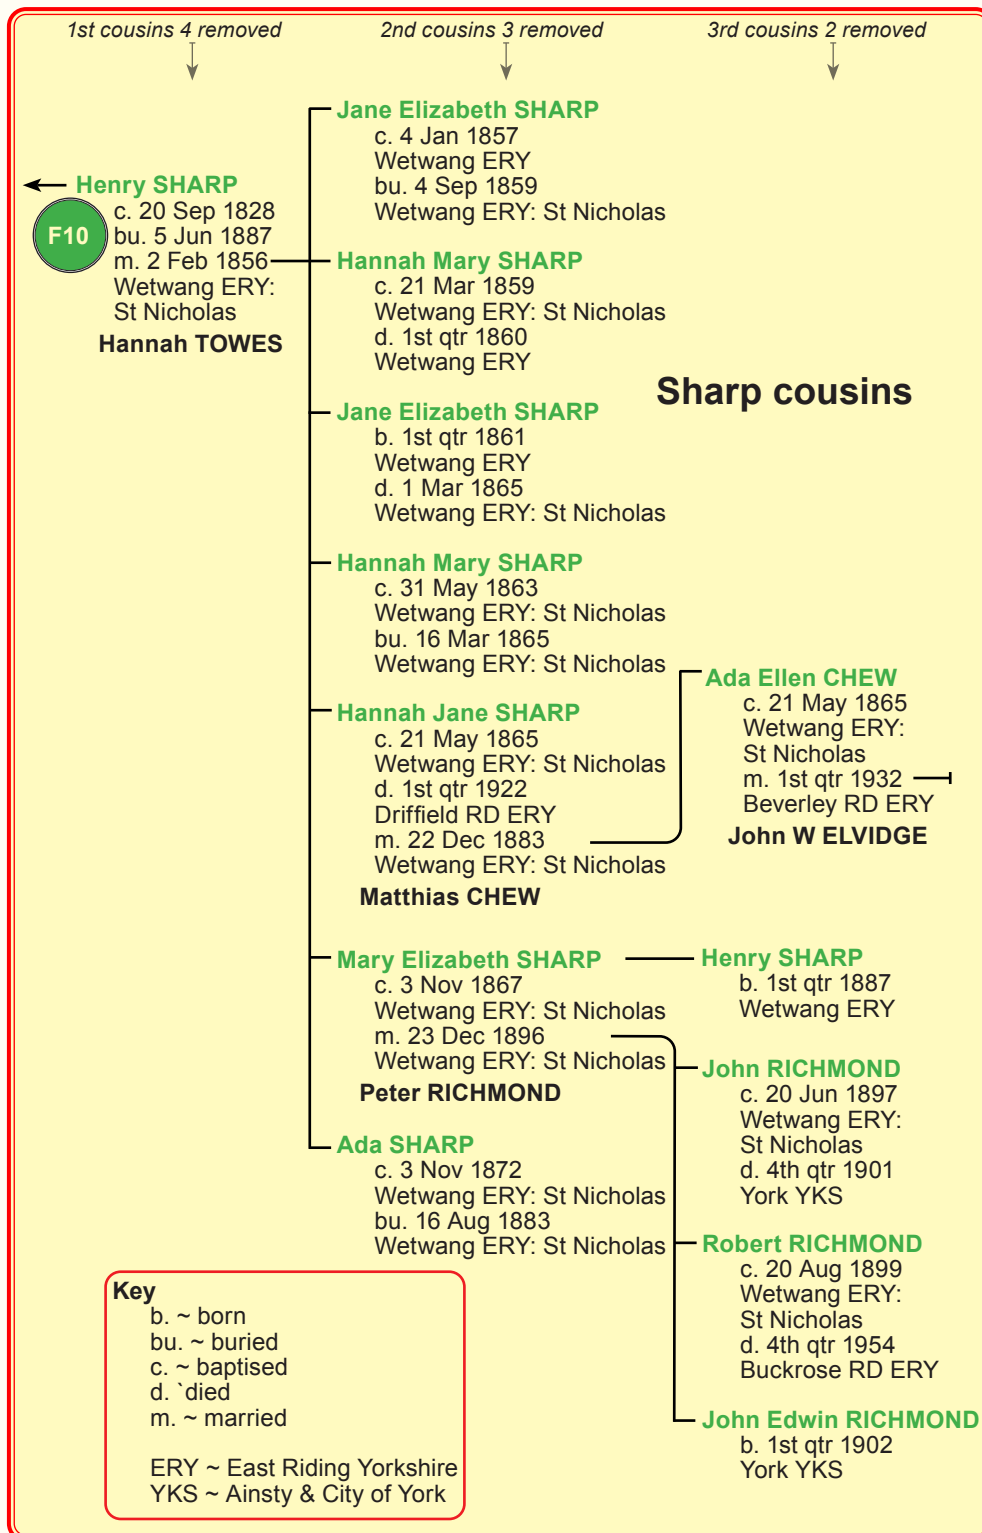 1st cousins 4 removed
2nd cousins 3 removed
3rd cousins 2 removed
Henry SHARP
c. 20 Sep 1828
F10
bu. 5 Jun 1887
m. 2 Feb 1856
Wetwang ERY:
St Nicholas
Hannah TOWES
Jane Elizabeth SHARP
c. 4 Jan 1857
Wetwang ERY
bu. 4 Sep 1859
Wetwang ERY: St Nicholas
Hannah Mary SHARP
c. 21 Mar 1859
Wetwang ERY: St Nicholas
d. 1st qtr 1860
Wetwang ERY
Sharp cousins
Jane Elizabeth SHARP
b. 1st qtr 1861
Wetwang ERY
d. 1 Mar 1865
Wetwang ERY: St Nicholas
Hannah Mary SHARP
c. 31 May 1863
Wetwang ERY: St Nicholas
bu. 16 Mar 1865
Wetwang ERY: St Nicholas
Hannah Jane SHARP
c. 21 May 1865
Wetwang ERY: St Nicholas
d. 1st qtr 1922
Driffield RD ERY
m. 22 Dec 1883
Wetwang ERY: St Nicholas
Matthias CHEW
Ada Ellen CHEW
c. 21 May 1865
Wetwang ERY:
St Nicholas
m. 1st qtr 1932
Beverley RD ERY
John W ELVIDGE
Mary Elizabeth SHARP
c. 3 Nov 1867
Wetwang ERY: St Nicholas
m. 23 Dec 1896
Wetwang ERY: St Nicholas
Peter RICHMOND
Henry SHARP
b. 1st qtr 1887
Wetwang ERY
John RICHMOND
c. 20 Jun 1897
Wetwang ERY:
St Nicholas
d. 4th qtr 1901
York YKS
Ada SHARP
c. 3 Nov 1872
Wetwang ERY: St Nicholas
bu. 16 Aug 1883
Wetwang ERY: St Nicholas
Robert RICHMOND
c. 20 Aug 1899
Wetwang ERY:
St Nicholas
d. 4th qtr 1954
Buckrose RD ERY
John Edwin RICHMOND
b. 1st qtr 1902
York YKS
Key
b. ~ born
bu. ~ buried
c. ~ baptised
d. `died
m. ~ married
ERY ~ East Riding Yorkshire
YKS ~ Ainsty & City of York